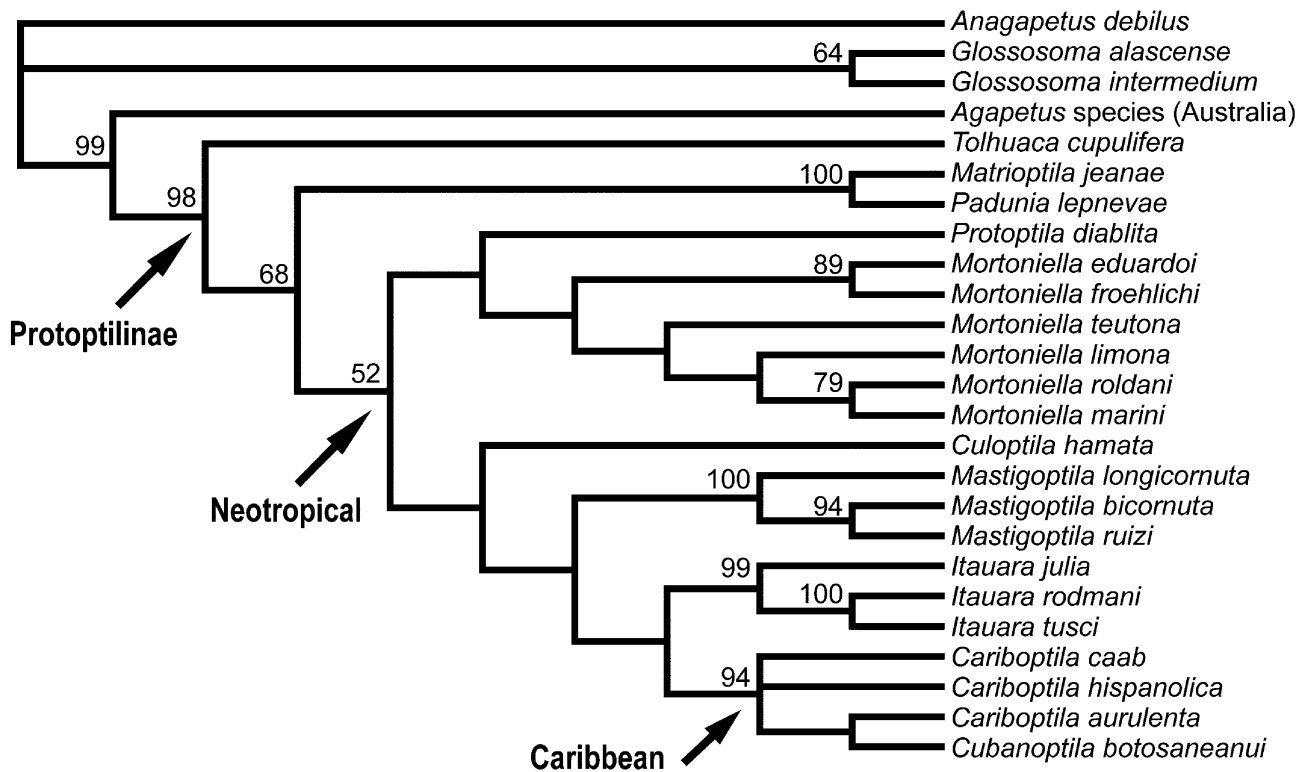 Anagapetus debilus
64
Glossosoma alascense
Glossosoma intermedium
Agapetus species (Australia)
99
Tolhuaca cupulifera
100
Matrioptila jeanae
98
Padunia lepnevae
Protoptila diablita
68
89
Mortoniella eduardoi
Mortoniella froehlichi
Protoptilinae
Mortoniella teutona
Mortoniella limona
52
79
Mortoniella roldani
Mortoniella marini
Culoptila hamata
100
Mastigoptila longicornuta
Neotropical
94
Mastigoptila bicornuta
Mastigoptila ruizi
99
Itauara julia
100
Itauara rodmani
Itauara tusci
Cariboptila caab
94
Cariboptila hispanolica
Cariboptila aurulenta
Caribbean
Cubanoptila botosaneanui